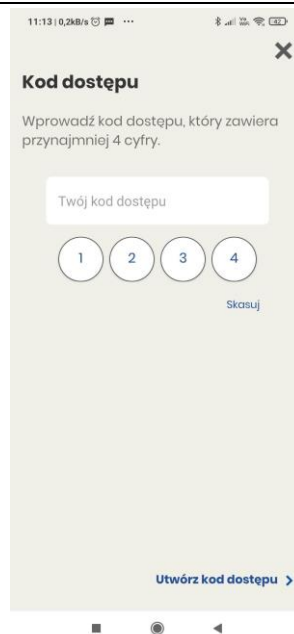 11:13 | 0,2kB/s
42
Kod dostępu
Wprowadź kod dostępu, który zawiera
przynajmniej 4 cyfry.
Twój kod dostępu
1 2 3 4
Skasuj
Utwórz kod dostępu